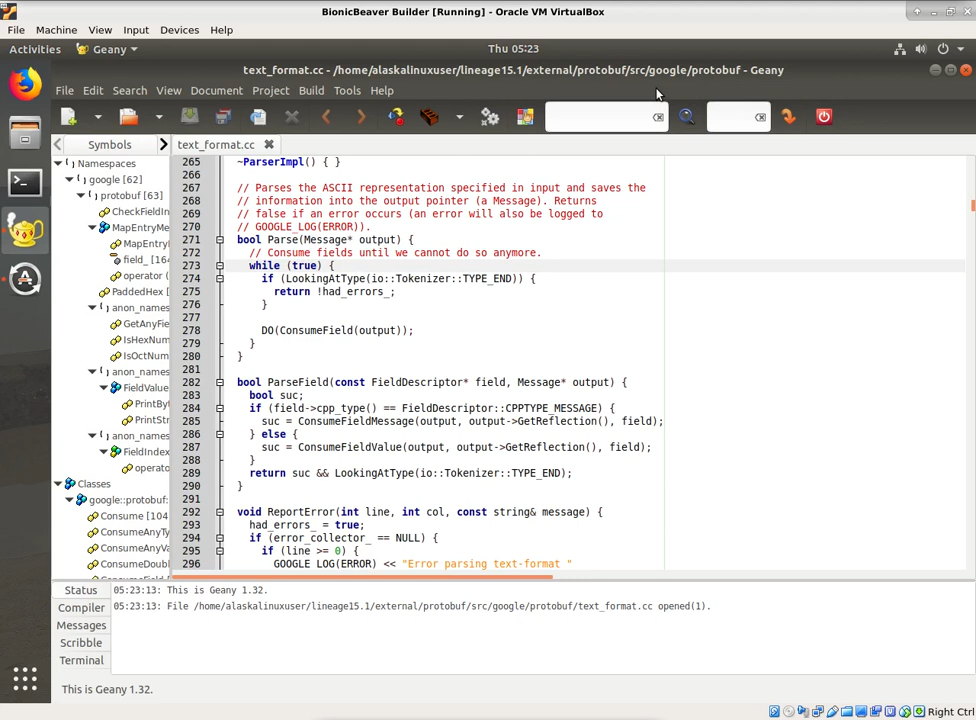 BionicBeaver Builder [Running] - Oracle VM VirtualBox
File Machine View Input Devices Help
Activities Geany Thu 05:23
text_format.cc - /home/alaskalinuxuser/lineage15.1/external/protobuf/src/google/protobuf - Geany
File Edit Search View Document Project Build Tools Help
Symbols text_format.cc
Namespaces
google [62]
protobuf [63]
CheckFieldIn
MapEntryMe
MapEntry
field_ [164
operator (
PaddedHex [
anon_names
GetAnyFie
IsHexNum
IsOctNum
anon_names
FieldValue
PrintByt
PrintStr
anon_names
FieldIndex
operato
Classes
google::protobuf:
Consume [104
ConsumeAnyTy
ConsumeAnyVa
ConsumeDoubl
ConsumeField
265 ~ParserImpl() { }
266
267 // Parses the ASCII representation specified in input and saves the
268 // information into the output pointer (a Message). Returns
269 // false if an error occurs (an error will also be logged to
270 // GOOGLE_LOG(ERROR)).
271 bool Parse(Message* output) {
272 // Consume fields until we cannot do so anymore.
273 while (true) {
274 if (LookingAtType(io::Tokenizer::TYPE_END)) {
275 return !had_errors_;
276 }
277
278 DO(ConsumeField(output));
279 }
280 }
281
282 bool ParseField(const FieldDescriptor* field, Message* output) {
283 bool suc;
284 if (field->cpp_type() == FieldDescriptor::CPPTYPE_MESSAGE) {
285 suc = ConsumeFieldMessage(output, output->GetReflection(), field);
286 } else {
287 suc = ConsumeFieldValue(output, output->GetReflection(), field);
288 }
289 return suc && LookingAtType(io::Tokenizer::TYPE_END);
290 }
291
292 void ReportError(int line, int col, const string& message) {
293 had_errors_ = true;
294 if (error_collector_ == NULL) {
295 if (line >= 0) {
296 GOOGLE_LOG(ERROR) << "Error parsing text-format "
Status
Compiler
Messages
Scribble
Terminal
05:23:13: This is Geany 1.32.
05:23:13: File /home/alaskalinuxuser/lineage15.1/external/protobuf/src/google/protobuf/text_format.cc opened(1).
This is Geany 1.32.
Right Ctrl